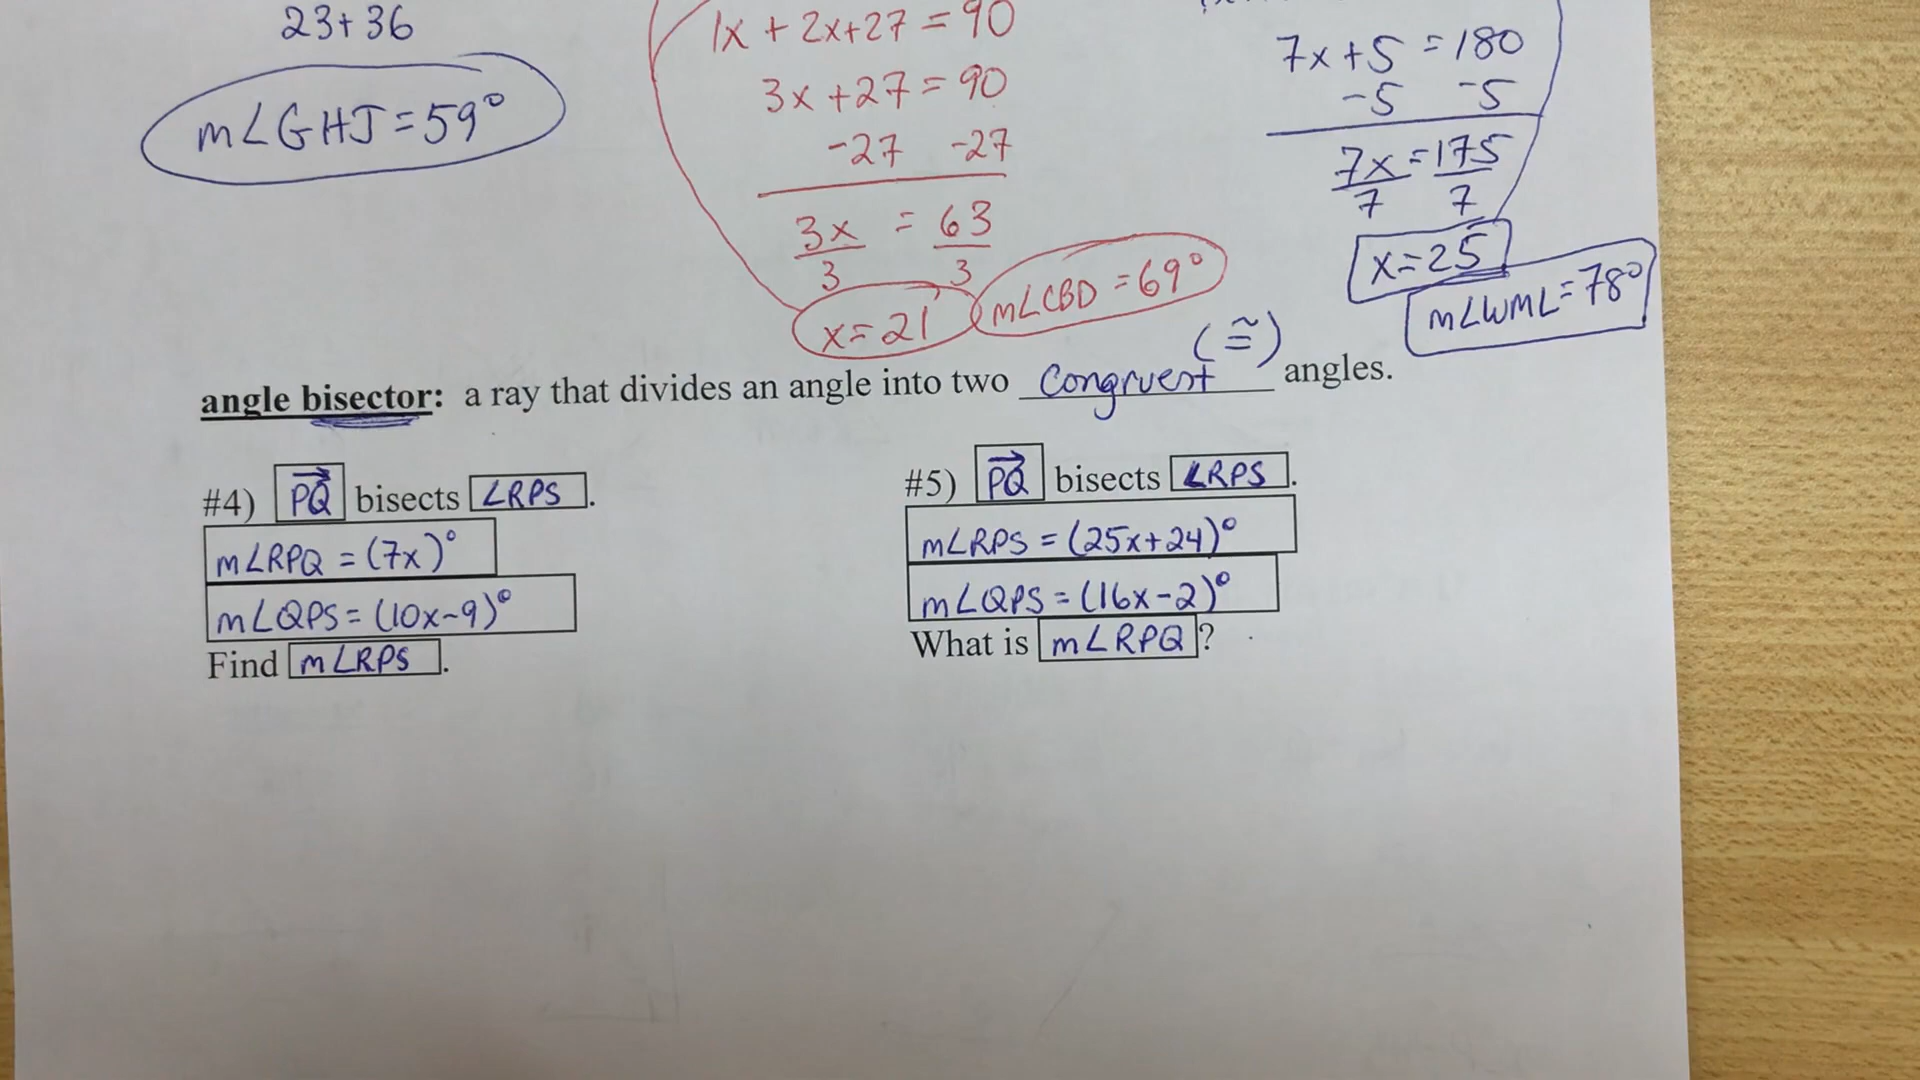 23+36
m∠GHJ=59°
1x + 2x+27 = 90
3x +27 = 90
-27 -27
3x = 63
3 3
x=21
m∠CBD =69°
7x+5 =180
-5 -5
7x=175
7 7
x=25
m∠WML=78°
(≅)
angle bisector: a ray that divides an angle into two congruent angles.
#4) PQ bisects ∠RPS.
m∠RPQ = (7x)°
m∠QPS= (10x-9)°
Find m∠RPS.
#5) PQ bisects ∠RPS.
m∠RPS = (25x+24)°
m∠QPS = (16x-2)°
What is m∠RPQ?